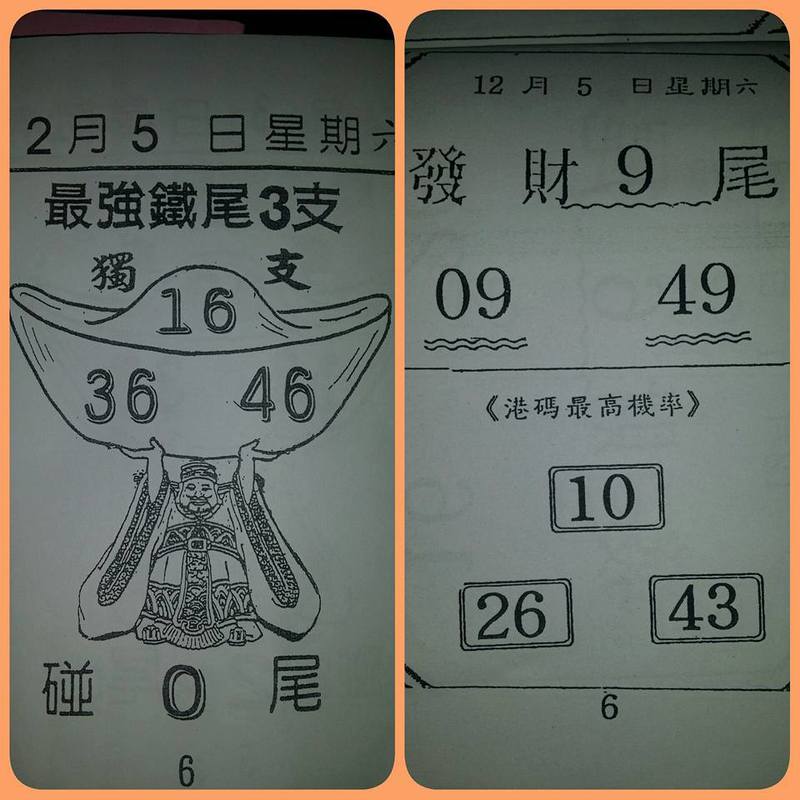 2月5 日星期六
最強鐵尾3支
獨 支
16
36 46
碰 0 尾
6
12月5 日星期六
發財9尾
09 49
《港碼最高機率》
10
26 43
6